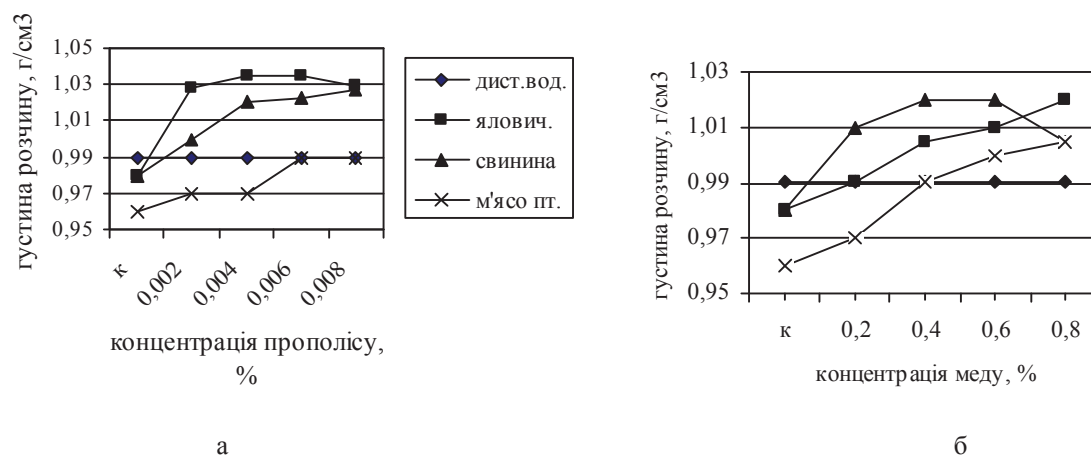 густина розчину, г/см3
1,05
1,03
1,01
0,99
0,97
0,95
к
0,002
0,004
0,006
0,008
концентрація прополісу,
%
дист.вод.
ялович.
свинина
м'ясо пт.
а
густина розчину, г/см3
1,03
1,01
0,99
0,97
0,95
к
0,2
0,4
0,6
0,8
концентрація меду, %
б